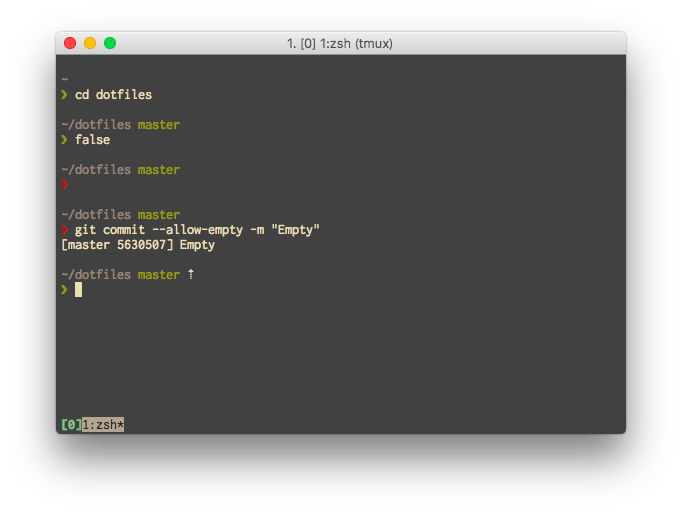 1. [0] 1:zsh (tmux)
~
❯ cd dotfiles
~/dotfiles master
❯ false
~/dotfiles master
❯
~/dotfiles master
❯ git commit --allow-empty -m "Empty"
[master 5630507] Empty
~/dotfiles master ↑
❯
[0]1:zsh*